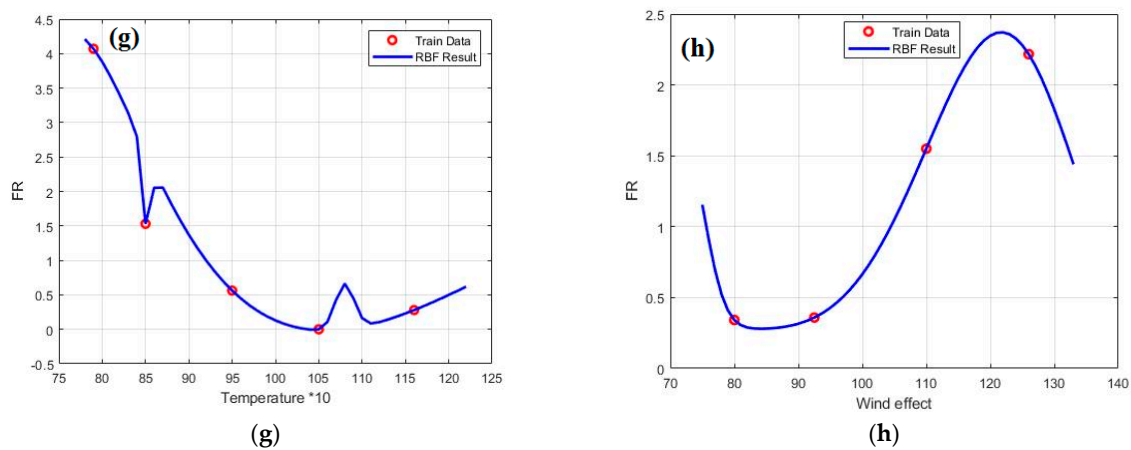 (g)
4.5
4
3.5
3
2.5
2
1.5
1
0.5
0
-0.5
FR
75 80 85 90 95 100 105 110 115 120 125
Temperature *10
Train Data
RBF Result
(g)
(h)
2.5
2
1.5
1
0.5
0
FR
70 80 90 100 110 120 130 140
Wind effect
Train Data
RBF Result
(h)